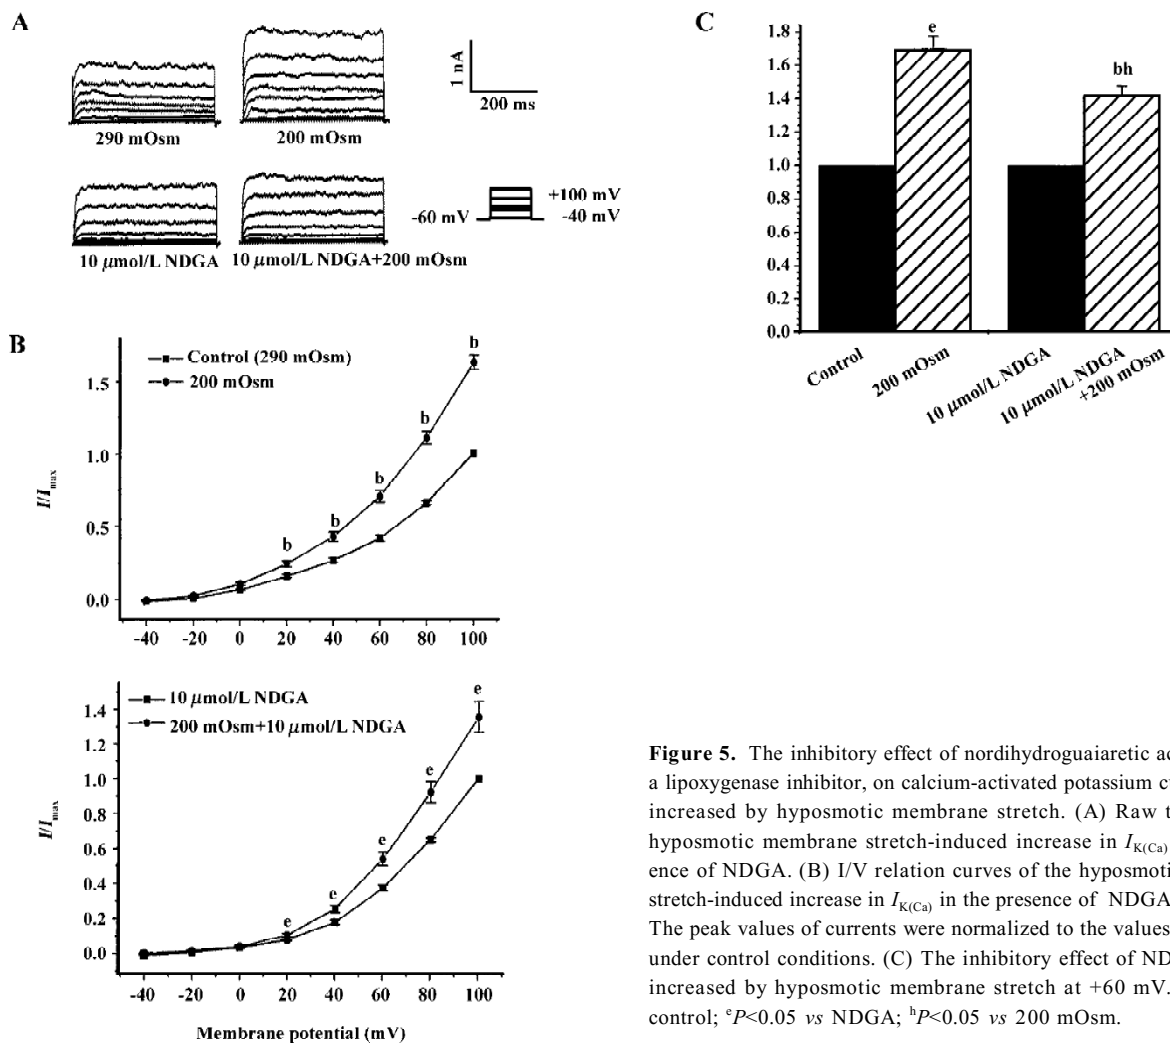 A
1 nA
200 ms
290 mOsm
200 mOsm
+100 mV
-60 mV
-40 mV
10 μmol/L NDGA
10 μmol/L NDGA+200 mOsm
B
Control (290 mOsm)
200 mOsm
b
b
b
b
b
1.5
1.0
0.5
0.0
I/Imax
-40 -20 0 20 40 60 80 100
10 μmol/L NDGA
200 mOsm+10 μmol/L NDGA
e
e
e
e
e
1.4
1.2
1.0
0.8
0.6
0.4
0.2
0.0
I/Imax
-40 -20 0 20 40 60 80 100
Membrane potential (mV)
C
1.8
1.6
1.4
1.2
1.0
0.8
0.6
0.4
0.2
0.0
e
bh
Control
200 mOsm
10 μmol/L NDGA
10 μmol/L NDGA
+200 mOsm
Figure 5. The inhibitory effect of nordihydroguaiaretic ac
a lipoxygenase inhibitor, on calcium-activated potassium c
increased by hyposmotic membrane stretch. (A) Raw t
hyposmotic membrane stretch-induced increase in IK(Ca)
ence of NDGA. (B) I/V relation curves of the hyposmoti
stretch-induced increase in IK(Ca) in the presence of NDGA
The peak values of currents were normalized to the values
under control conditions. (C) The inhibitory effect of ND
increased by hyposmotic membrane stretch at +60 mV.
control; eP<0.05 vs NDGA; hP<0.05 vs 200 mOsm.